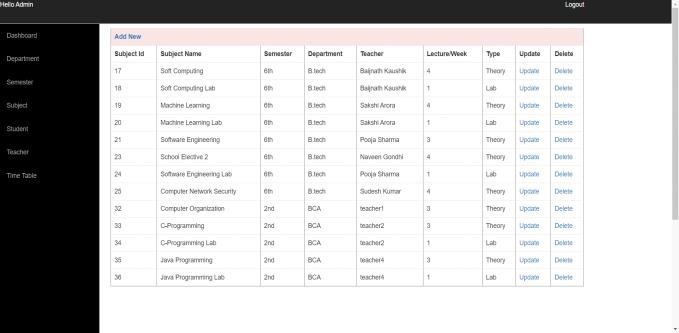 Hello Admin Logout
Dashboard
Department
Semester
Subject
Student
Teacher
Time Table
Add New
Subject Id Subject Name Semester Department Teacher Lecture/Week Type Update Delete
17 Soft Computing 6th B.tech Baijnath Kaushik 4 Theory Update Delete
18 Soft Computing Lab 6th B.tech Baijnath Kaushik 1 Lab Update Delete
19 Machine Learning 6th B.tech Sakshi Arora 4 Theory Update Delete
20 Machine Learning Lab 6th B.tech Sakshi Arora 1 Lab Update Delete
21 Software Engineering 6th B.tech Pooja Sharma 3 Theory Update Delete
23 School Elective 2 6th B.tech Naveen Gondhi 4 Theory Update Delete
24 Software Engineering Lab 6th B.tech Pooja Sharma 1 Lab Update Delete
25 Computer Network Security 6th B.tech Sudesh Kumar 4 Theory Update Delete
32 Computer Organization 2nd BCA teacher1 3 Theory Update Delete
33 C-Programming 2nd BCA teacher2 3 Theory Update Delete
34 C-Programming Lab 2nd BCA teacher2 1 Lab Update Delete
35 Java Programming 2nd BCA teacher4 3 Theory Update Delete
36 Java Programming Lab 2nd BCA teacher4 1 Lab Update Delete